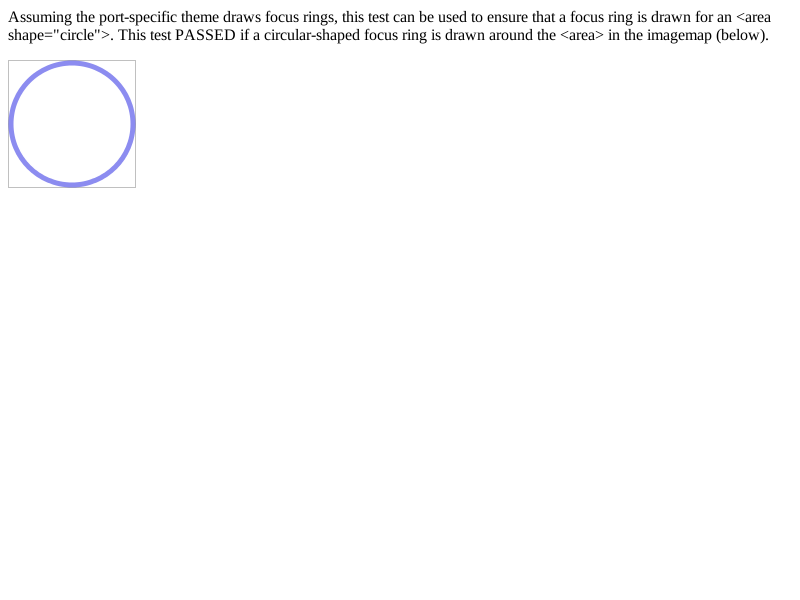 Assuming the port-specific theme draws focus rings, this test can be used to ensure that a focus ring is drawn for an <area
shape="circle">. This test PASSED if a circular-shaped focus ring is drawn around the <area> in the imagemap (below).